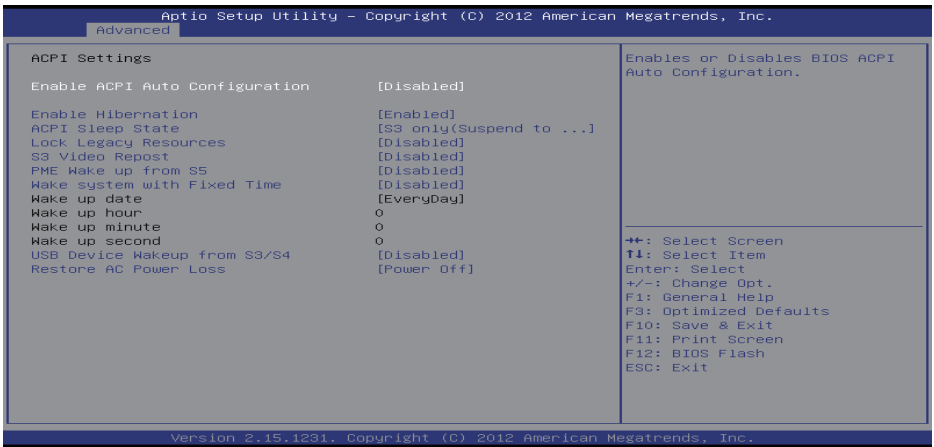 Aptio Setup Utility – Copyright (C) 2012 American Megatrends, Inc.
Advanced
ACPI Settings
Enable ACPI Auto Configuration [Disabled]
Enable Hibernation [Enabled]
ACPI Sleep State [S3 only(Suspend to ...]
Lock Legacy Resources [Disabled]
S3 Video Repost [Disabled]
PME Wake up from S5 [Disabled]
Wake system with Fixed Time [Disabled]
Wake up date [EveryDay]
Wake up hour 0
Wake up minute 0
Wake up second 0
USB Device Wakeup from S3/S4 [Disabled]
Restore AC Power Loss [Power Off]
Enables or Disables BIOS ACPI
Auto Configuration.
→←: Select Screen
↑↓: Select Item
Enter: Select
+/-: Change Opt.
F1: General Help
F3: Optimized Defaults
F10: Save & Exit
F11: Print Screen
F12: BIOS Flash
ESC: Exit
Version 2.15.1231. Copyright (C) 2012 American Megatrends, Inc.